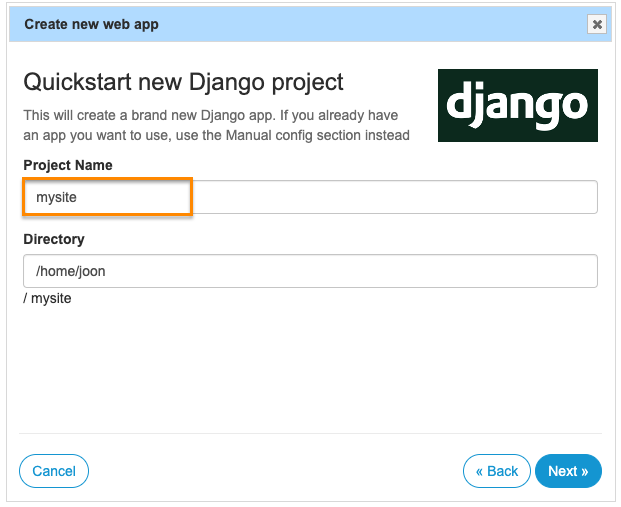 Create new web app
Quickstart new Django project
django
This will create a brand new Django app. If you already have
an app you want to use, use the Manual config section instead
Project Name
mysite
Directory
/home/joon
/ mysite
Cancel
« Back
Next »